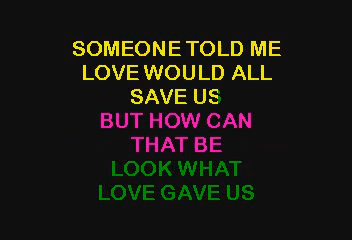 SOMEONE TOLD ME
LOVE WOULD ALL
SAVE US
BUT HOW CAN
THAT BE
LOOK WHAT
LOVE GAVE US